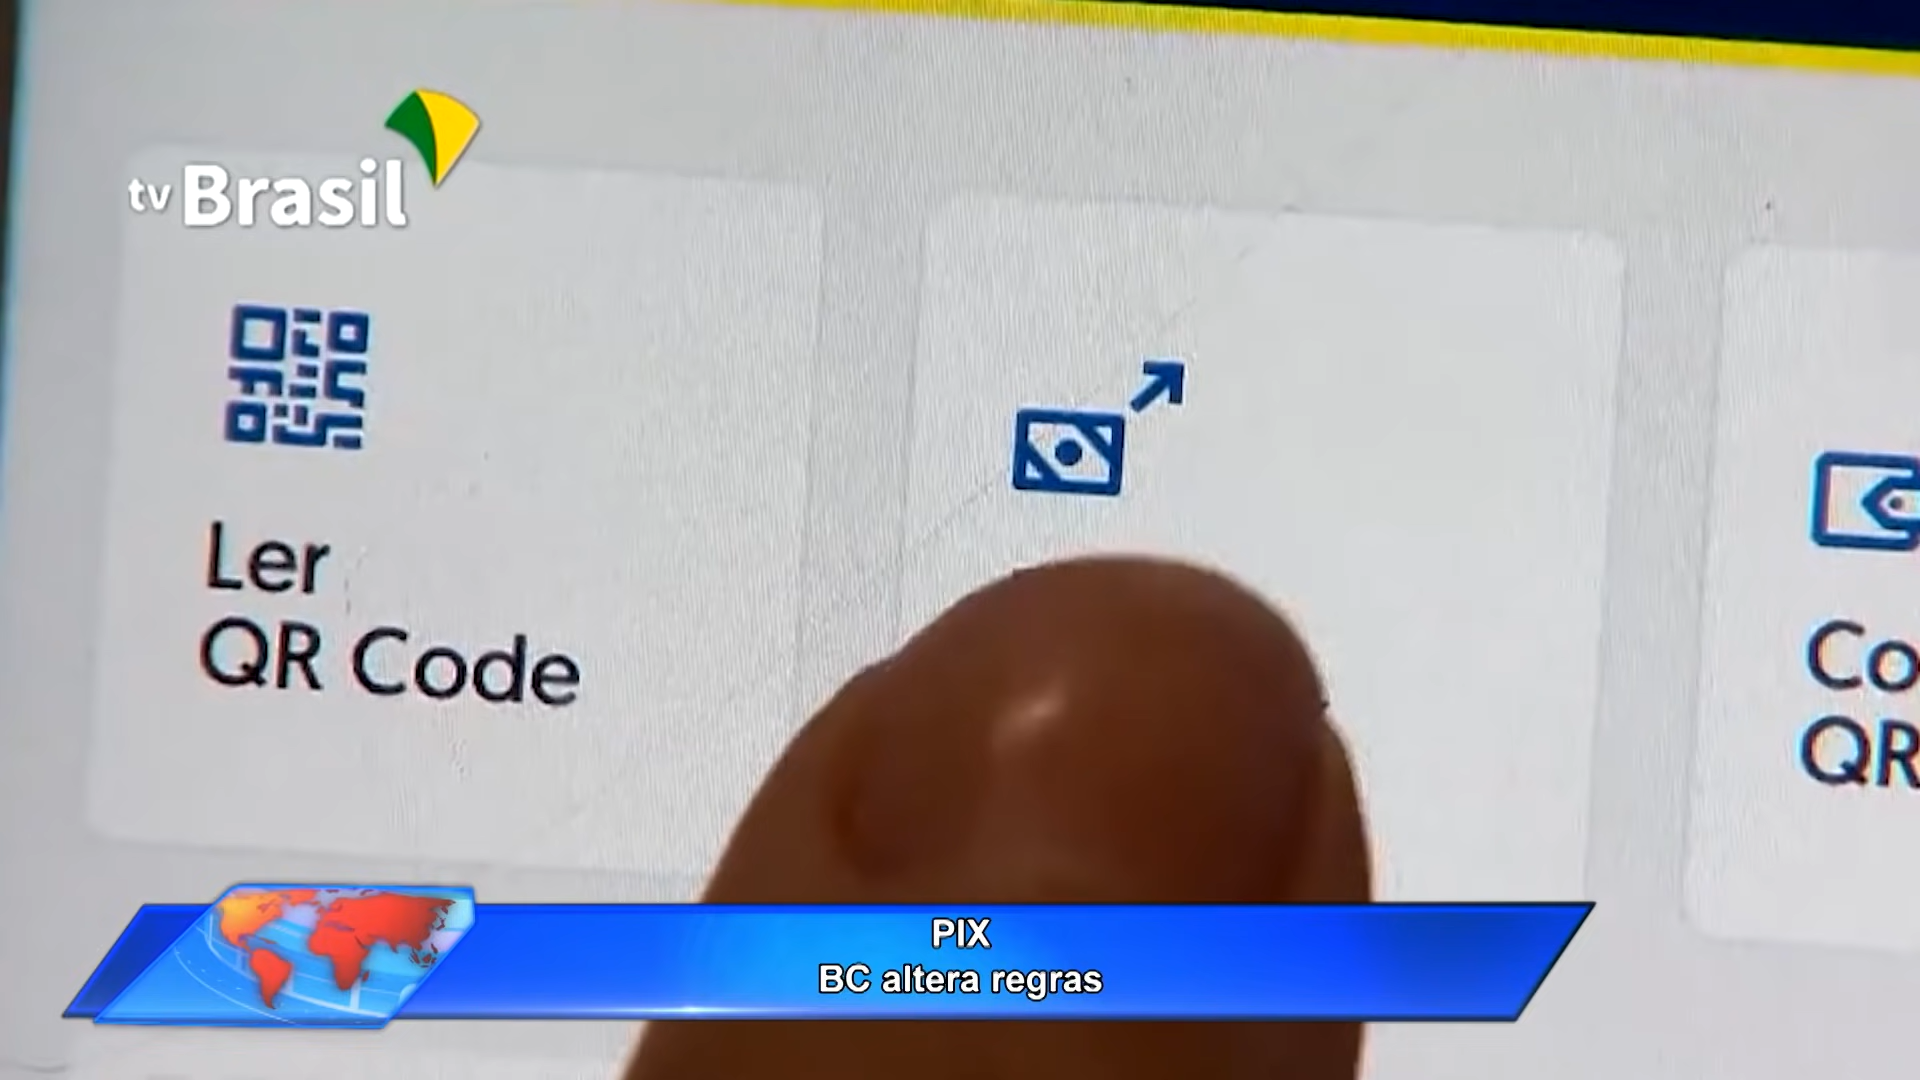 tv Brasil
Ler
QR Code
Co
QR
PIX
BC altera regras